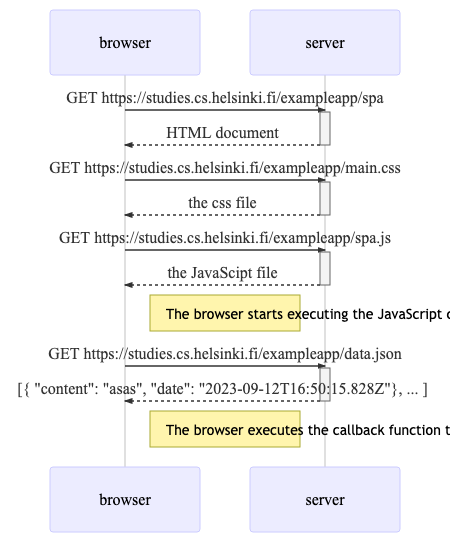 browser server
GET https://studies.cs.helsinki.fi/exampleapp/spa
HTML document
GET https://studies.cs.helsinki.fi/exampleapp/main.css
the css file
GET https://studies.cs.helsinki.fi/exampleapp/spa.js
the JavaScipt file
The browser starts executing the JavaScript
GET https://studies.cs.helsinki.fi/exampleapp/data.json
[{ "content": "asas", "date": "2023-09-12T16:50:15.828Z"}, ... ]
The browser executes the callback function
browser server